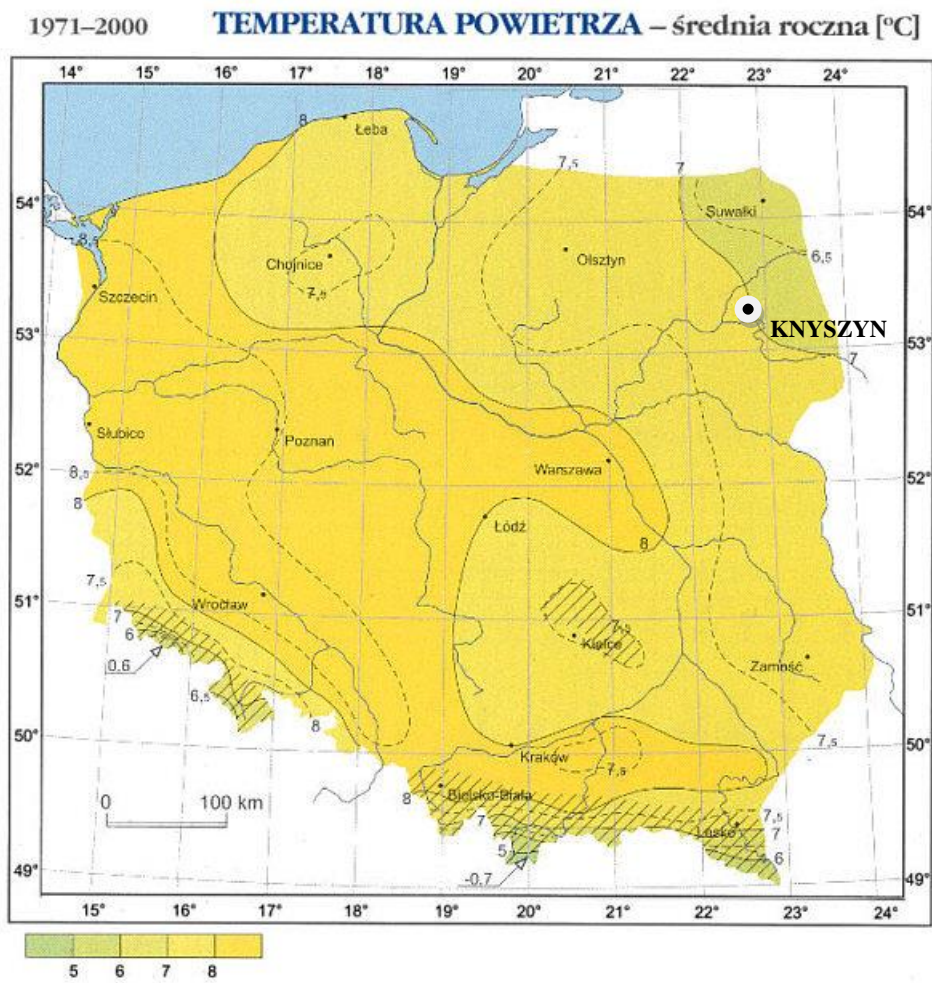 1971–2000 TEMPERATURA POWIETRZA – średnia roczna [°C]
14° 15° 16° 17° 18° 19° 20° 21° 22° 23° 24°
8 Łeba
7,5 7
54° Suwałki 54°
8,5 Olsztyn 6,5
Chojnice
7,5
Szczecin
KNYSZYN
53° 53°
7
Słubice Poznań
Warszawa
52° 52°
8,5
8
Łódź
8
7,5
Wrocław
51° 51°
7 7,5
6 Kielce
0.6 Zamość
6,5
8
50° 50°
7,5
Kraków
7,5
0 100 km 8 Bielsko-Biała
7,5
7 Lesko 7
5 6
49° 49°
-0.7
15° 16° 17° 18° 19° 20° 21° 22° 23° 24°
5 6 7 8